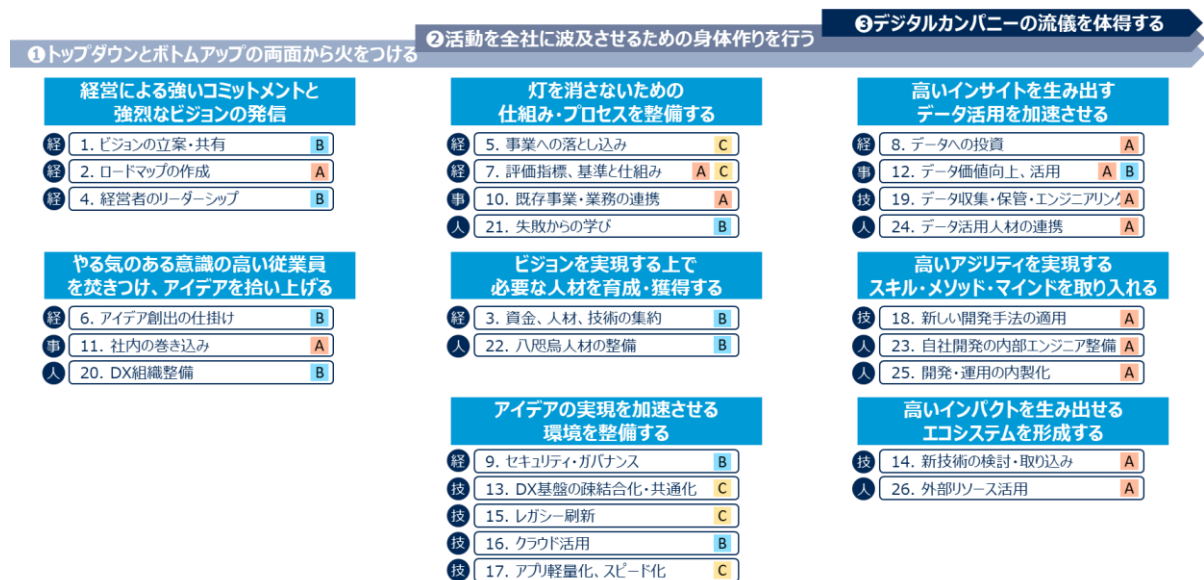 ❶トップダウンとボトムアップの両面から火をつける
❷活動を全社に波及させるための身体作りを行う
❸デジタルカンパニーの流儀を体得する
経営による強いコミットメントと
強烈なビジョンの発信
経 1. ビジョンの立案・共有 B
経 2. ロードマップの作成 A
経 4. 経営者のリーダーシップ B
やる気のある意識の高い従業員
を焚きつけ、アイデアを拾い上げる
経 6. アイデア創出の仕掛け B
事 11. 社内の巻き込み A
人 20. DX組織整備 B
灯を消さないための
仕組み・プロセスを整備する
経 5. 事業への落とし込み C
経 7. 評価指標、基準と仕組み A C
事 10. 既存事業・業務の連携 A
人 21. 失敗からの学び B
ビジョンを実現する上で
必要な人材を育成・獲得する
経 3. 資金、人材、技術の集約 B
人 22. 八咫烏人材の整備 B
アイデアの実現を加速させる
環境を整備する
経 9. セキュリティ・ガバナンス B
技 13. DX基盤の疎結合化・共通化 C
技 15. レガシー刷新 C
技 16. クラウド活用 B
技 17. アプリ軽量化、スピード化 C
高いインサイトを生み出す
データ活用を加速させる
経 8. データへの投資 A
事 12. データ価値向上、活用 A B
技 19. データ収集・保管・エンジニアリング A
人 24. データ活用人材の連携 A
高いアジリティを実現する
スキル・メソッド・マインドを取り入れる
技 18. 新しい開発手法の適用 A
人 23. 自社開発の内部エンジニア整備 A
人 25. 開発・運用の内製化 A
高いインパクトを生み出せる
エコシステムを形成する
技 14. 新技術の検討・取り込み A
人 26. 外部リソース活用 A